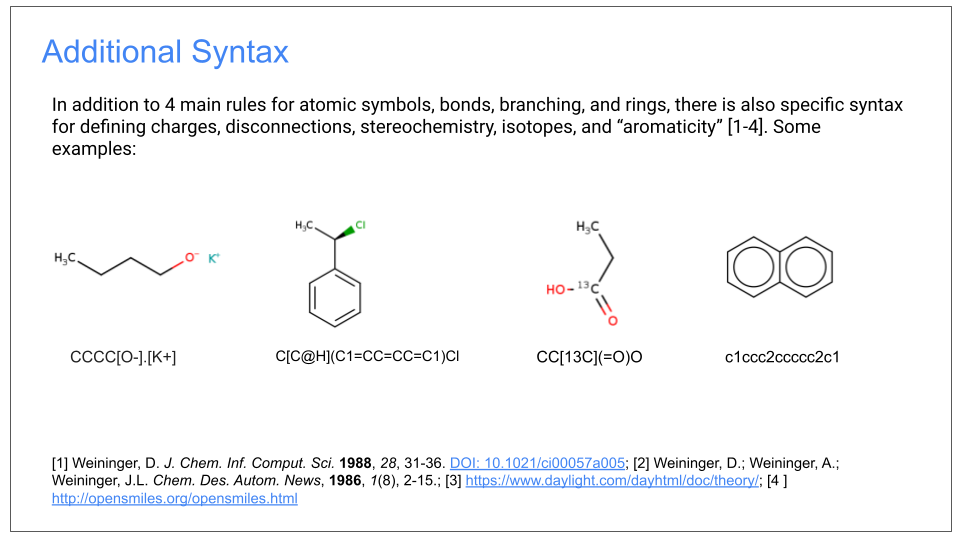 Additional Syntax
In addition to 4 main rules for atomic symbols, bonds, branching, and rings, there is also specific syntax
for defining charges, disconnections, stereochemistry, isotopes, and “aromaticity” [1-4]. Some
examples:
H₃C O⁻ K⁺
H₃C Cl
H₃C HO ¹³C O
CCCC[O-].[K+] C[C@H](C1=CC=CC=C1)Cl CC[13C](=O)O c1ccc2ccccc2c1
[1] Weininger, D. J. Chem. Inf. Comput. Sci. 1988, 28, 31-36. DOI: 10.1021/ci00057a005; [2] Weininger, D.; Weininger, A.;
Weininger, J.L. Chem. Des. Autom. News, 1986, 1(8), 2-15.; [3] https://www.daylight.com/dayhtml/doc/theory/; [4 ]
http://opensmiles.org/opensmiles.html